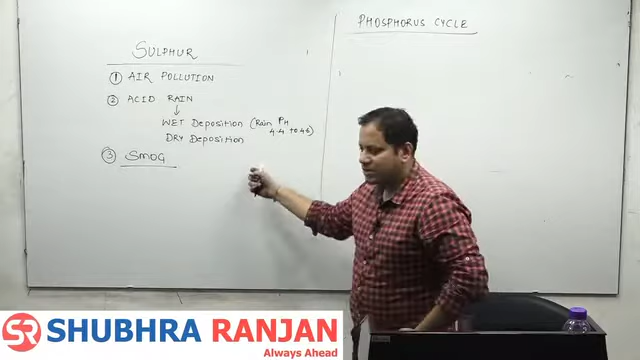 SULPHUR
① AIR POLLUTION
② ACID RAIN
↓
WET Deposition (Rain PH
4.4 to 4.6)
DRY Deposition
③ SMOG
PHOSPHORUS CYCLE
SR SHUBHRA RANJAN
Always Ahead